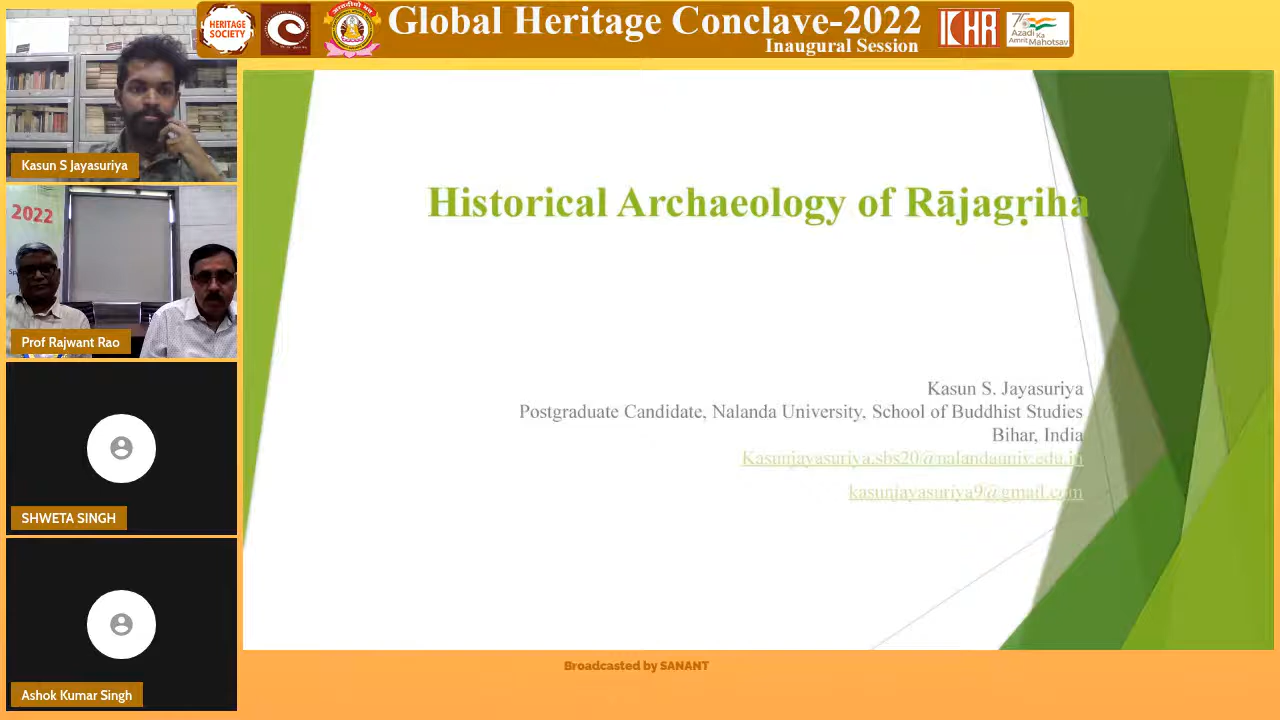 HERITAGE
SOCIETY
Global Heritage Conclave-2022
Inaugural Session
ICHR
75
Azadi Ka
Amrit Mahotsav
Kasun S Jayasuriya
2022
Prof Rajwant Rao
SHWETA SINGH
Ashok Kumar Singh
Historical Archaeology of Rājagṛiha
Kasun S. Jayasuriya
Postgraduate Candidate, Nalanda University, School of Buddhist Studies
Bihar, India
Kasunjayasuriya.sbs20@nalandauniv.edu.in
kasunjayasuriya9@gmail.com
Broadcasted by SANANT